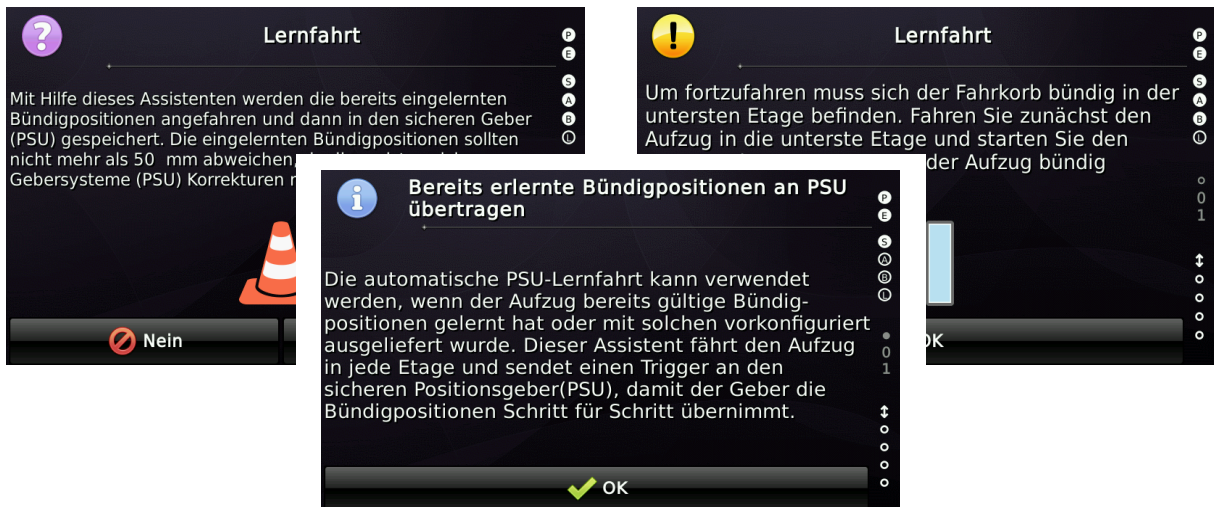 Lernfahrt
Mit Hilfe dieses Assistenten werden die bereits eingelernten
Bündigpositionen angefahren und dann in den sicheren Geber
(PSU) gespeichert. Die eingelernten Bündigpositionen sollten
nicht mehr als 50 mm abweichen,
Gebersysteme (PSU) Korrekturen
Nein
P
E
S
A
B
L
Lernfahrt
Um fortzufahren muss sich der Fahrkorb bündig in der
untersten Etage befinden. Fahren Sie zunächst den
Aufzug in die unterste Etage und starten Sie den
der Aufzug bündig
OK
P
E
S
A
B
L
0
1
Bereits erlernte Bündigpositionen an PSU
übertragen
Die automatische PSU-Lernfahrt kann verwendet
werden, wenn der Aufzug bereits gültige Bündig-
positionen gelernt hat oder mit solchen vorkonfiguriert
ausgeliefert wurde. Dieser Assistent fährt den Aufzug
in jede Etage und sendet einen Trigger an den
sicheren Positionsgeber(PSU), damit der Geber die
Bündigpositionen Schritt für Schritt übernimmt.
OK
P
E
S
A
B
L
0
1